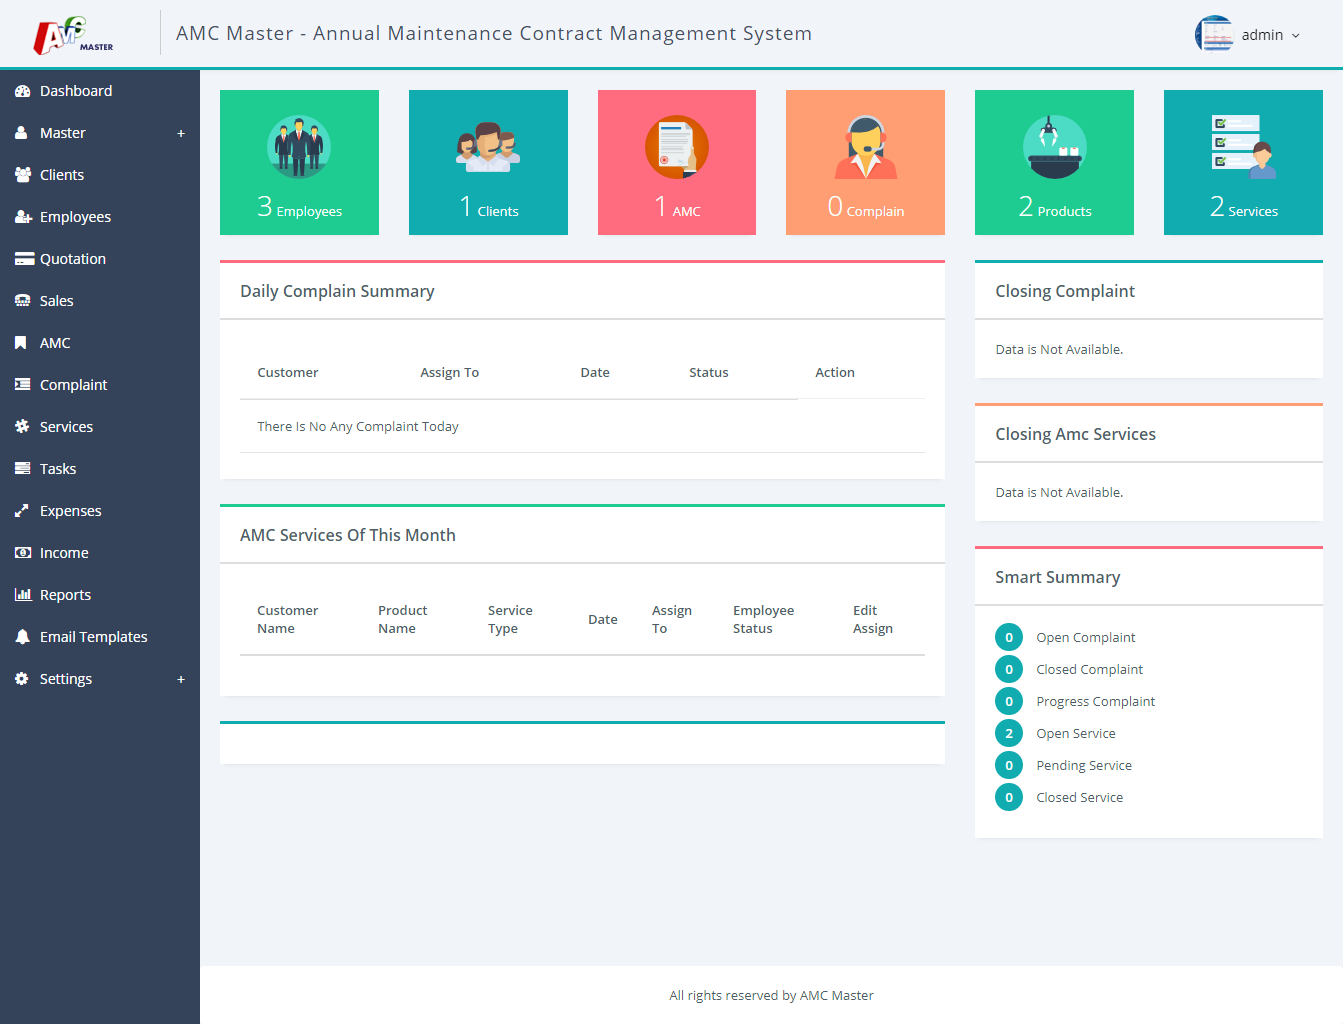 AMC MASTER
AMC Master - Annual Maintenance Contract Management System
admin
Dashboard
Master +
Clients
Employees
Quotation
Sales
AMC
Complaint
Services
Tasks
Expenses
Income
Reports
Email Templates
Settings +
3 Employees
1 Clients
1 AMC
0 Complain
2 Products
2 Services
Daily Complain Summary
Customer Assign To Date Status Action
There Is No Any Complaint Today
AMC Services Of This Month
Customer Name Product Name Service Type Date Assign To Employee Status Edit Assign
Closing Complaint
Data is Not Available.
Closing Amc Services
Data is Not Available.
Smart Summary
0 Open Complaint
0 Closed Complaint
0 Progress Complaint
2 Open Service
0 Pending Service
0 Closed Service
All rights reserved by AMC Master